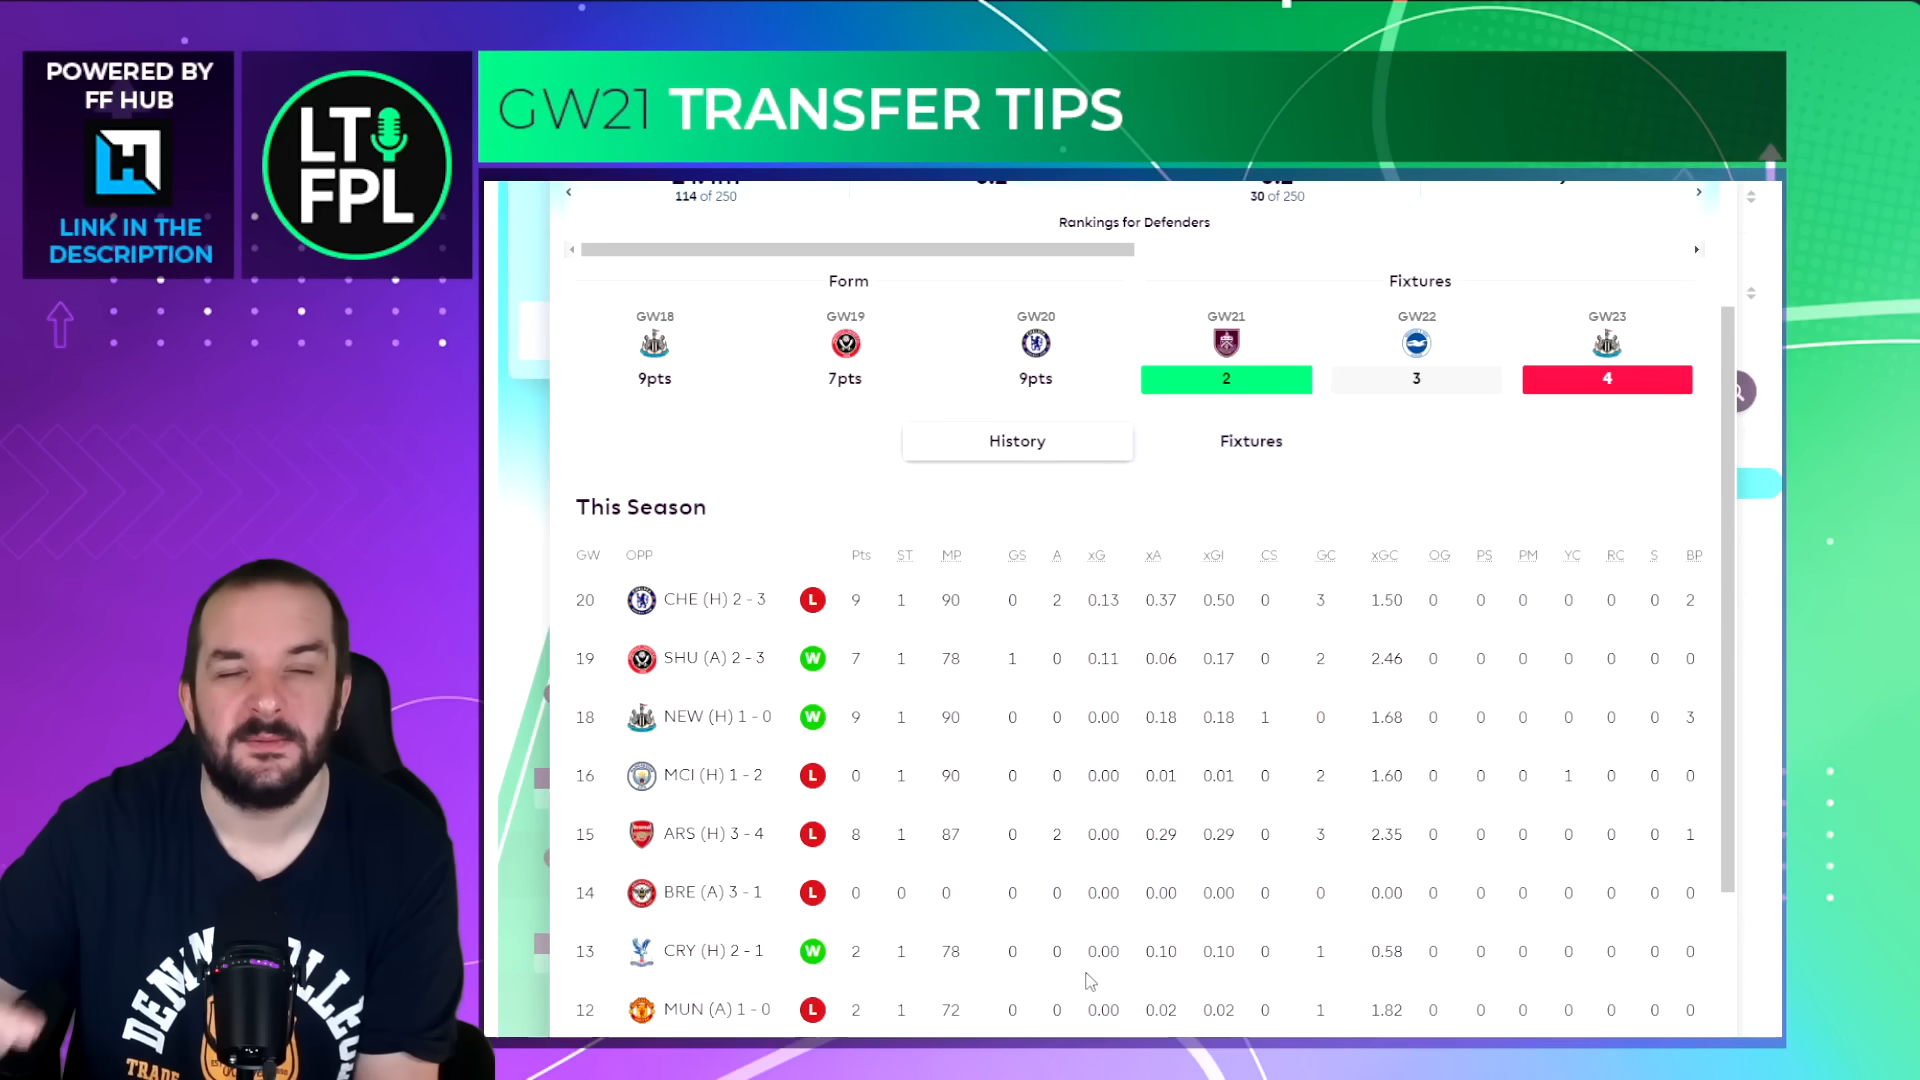 POWERED BY
FF HUB
LINK IN THE
DESCRIPTION
LT
FPL
GW21 TRANSFER TIPS
114 of 250
30 of 250
Rankings for Defenders
Form
Fixtures
GW18 GW19 GW20 GW21 GW22 GW23
9pts 7pts 9pts 2 3 4
History Fixtures
This Season
GW OPP Pts ST MP GS A xG xA xGI CS GC xGC OG PS PM YC RC S BP
20 CHE (H) 2 - 3 L 9 1 90 0 2 0.13 0.37 0.50 0 3 1.50 0 0 0 0 0 0 2
19 SHU (A) 2 - 3 W 7 1 78 1 0 0.11 0.06 0.17 0 2 2.46 0 0 0 0 0 0 0
18 NEW (H) 1 - 0 W 9 1 90 0 0 0.00 0.18 0.18 1 0 1.68 0 0 0 0 0 0 3
16 MCI (H) 1 - 2 L 0 1 90 0 0 0.00 0.01 0.01 0 2 1.60 0 0 0 1 0 0 0
15 ARS (H) 3 - 4 L 8 1 87 0 2 0.00 0.29 0.29 0 3 2.35 0 0 0 0 0 0 1
14 BRE (A) 3 - 1 L 0 0 0 0 0 0.00 0.00 0.00 0 0 0.00 0 0 0 0 0 0 0
13 CRY (H) 2 - 1 W 2 1 78 0 0 0.00 0.10 0.10 0 1 0.58 0 0 0 0 0 0 0
12 MUN (A) 1 - 0 L 2 1 72 0 0 0.00 0.02 0.02 0 1 1.82 0 0 0 0 0 0 0